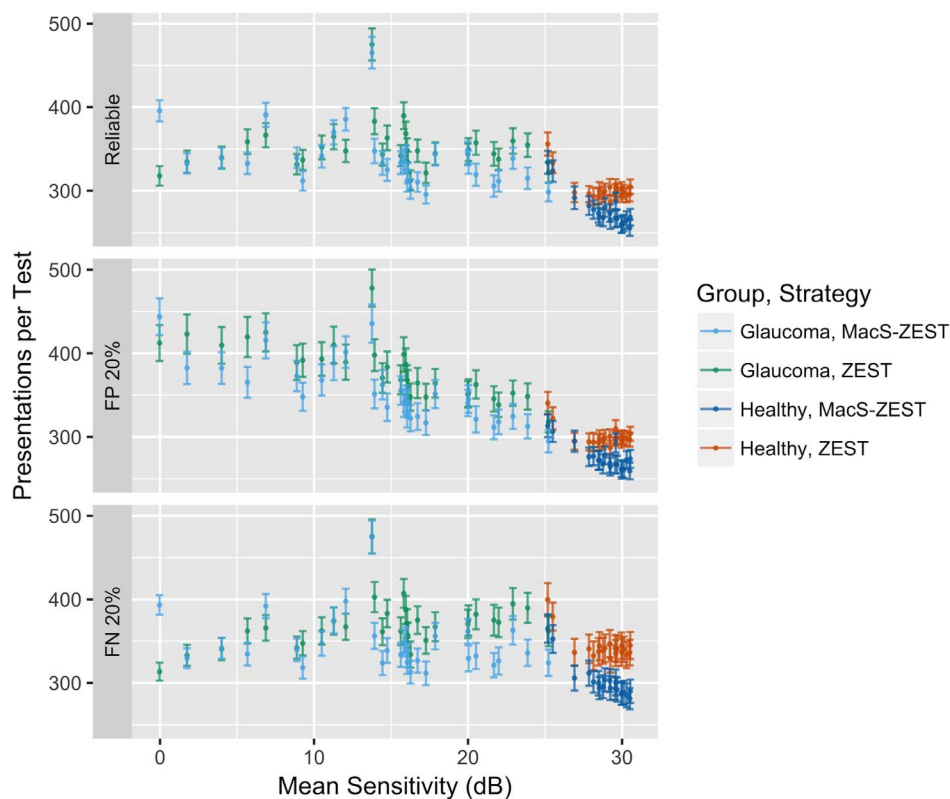 Presentations per Test
Reliable
500
400
300
FP 20%
500
400
300
FN 20%
500
400
300
0
10
20
30
Mean Sensitivity (dB)
Group, Strategy
Glaucoma, MacS-ZEST
Glaucoma, ZEST
Healthy, MacS-ZEST
Healthy, ZEST